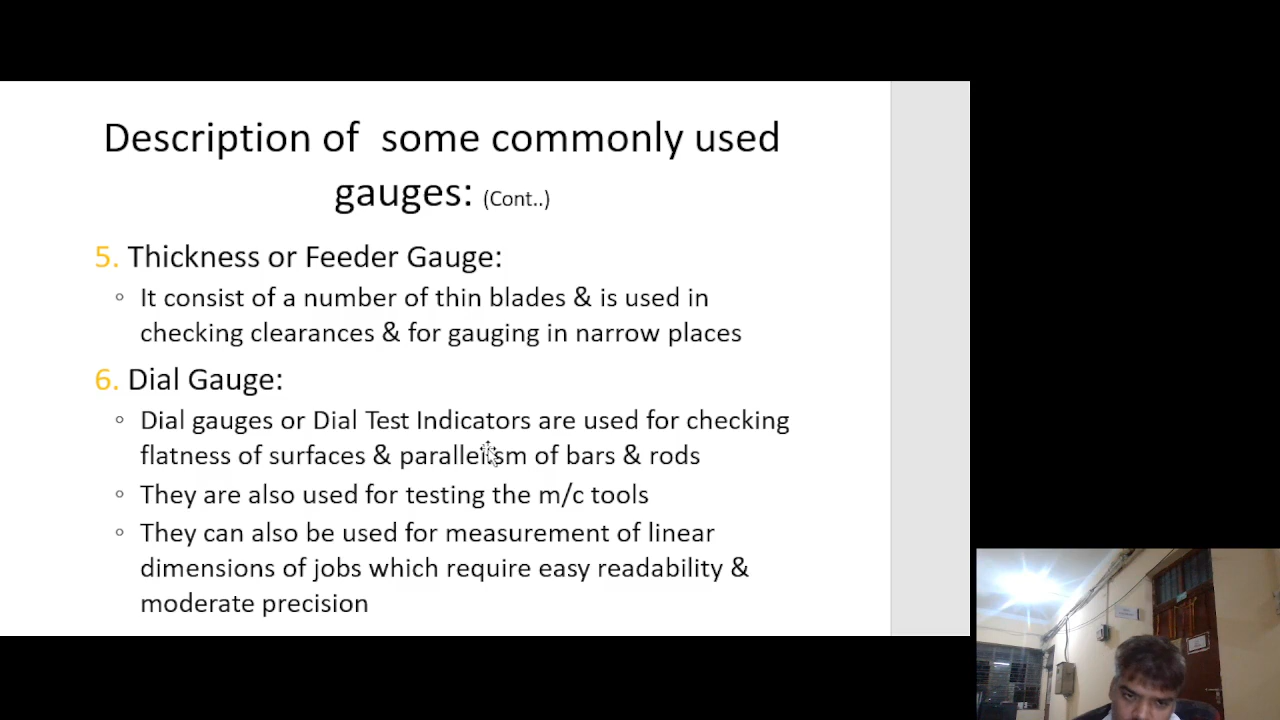 Description of some commonly used
gauges: (Cont..)
5. Thickness or Feeder Gauge:
◦ It consist of a number of thin blades & is used in
checking clearances & for gauging in narrow places
6. Dial Gauge:
◦ Dial gauges or Dial Test Indicators are used for checking
flatness of surfaces & parallelism of bars & rods
◦ They are also used for testing the m/c tools
◦ They can also be used for measurement of linear
dimensions of jobs which require easy readability &
moderate precision